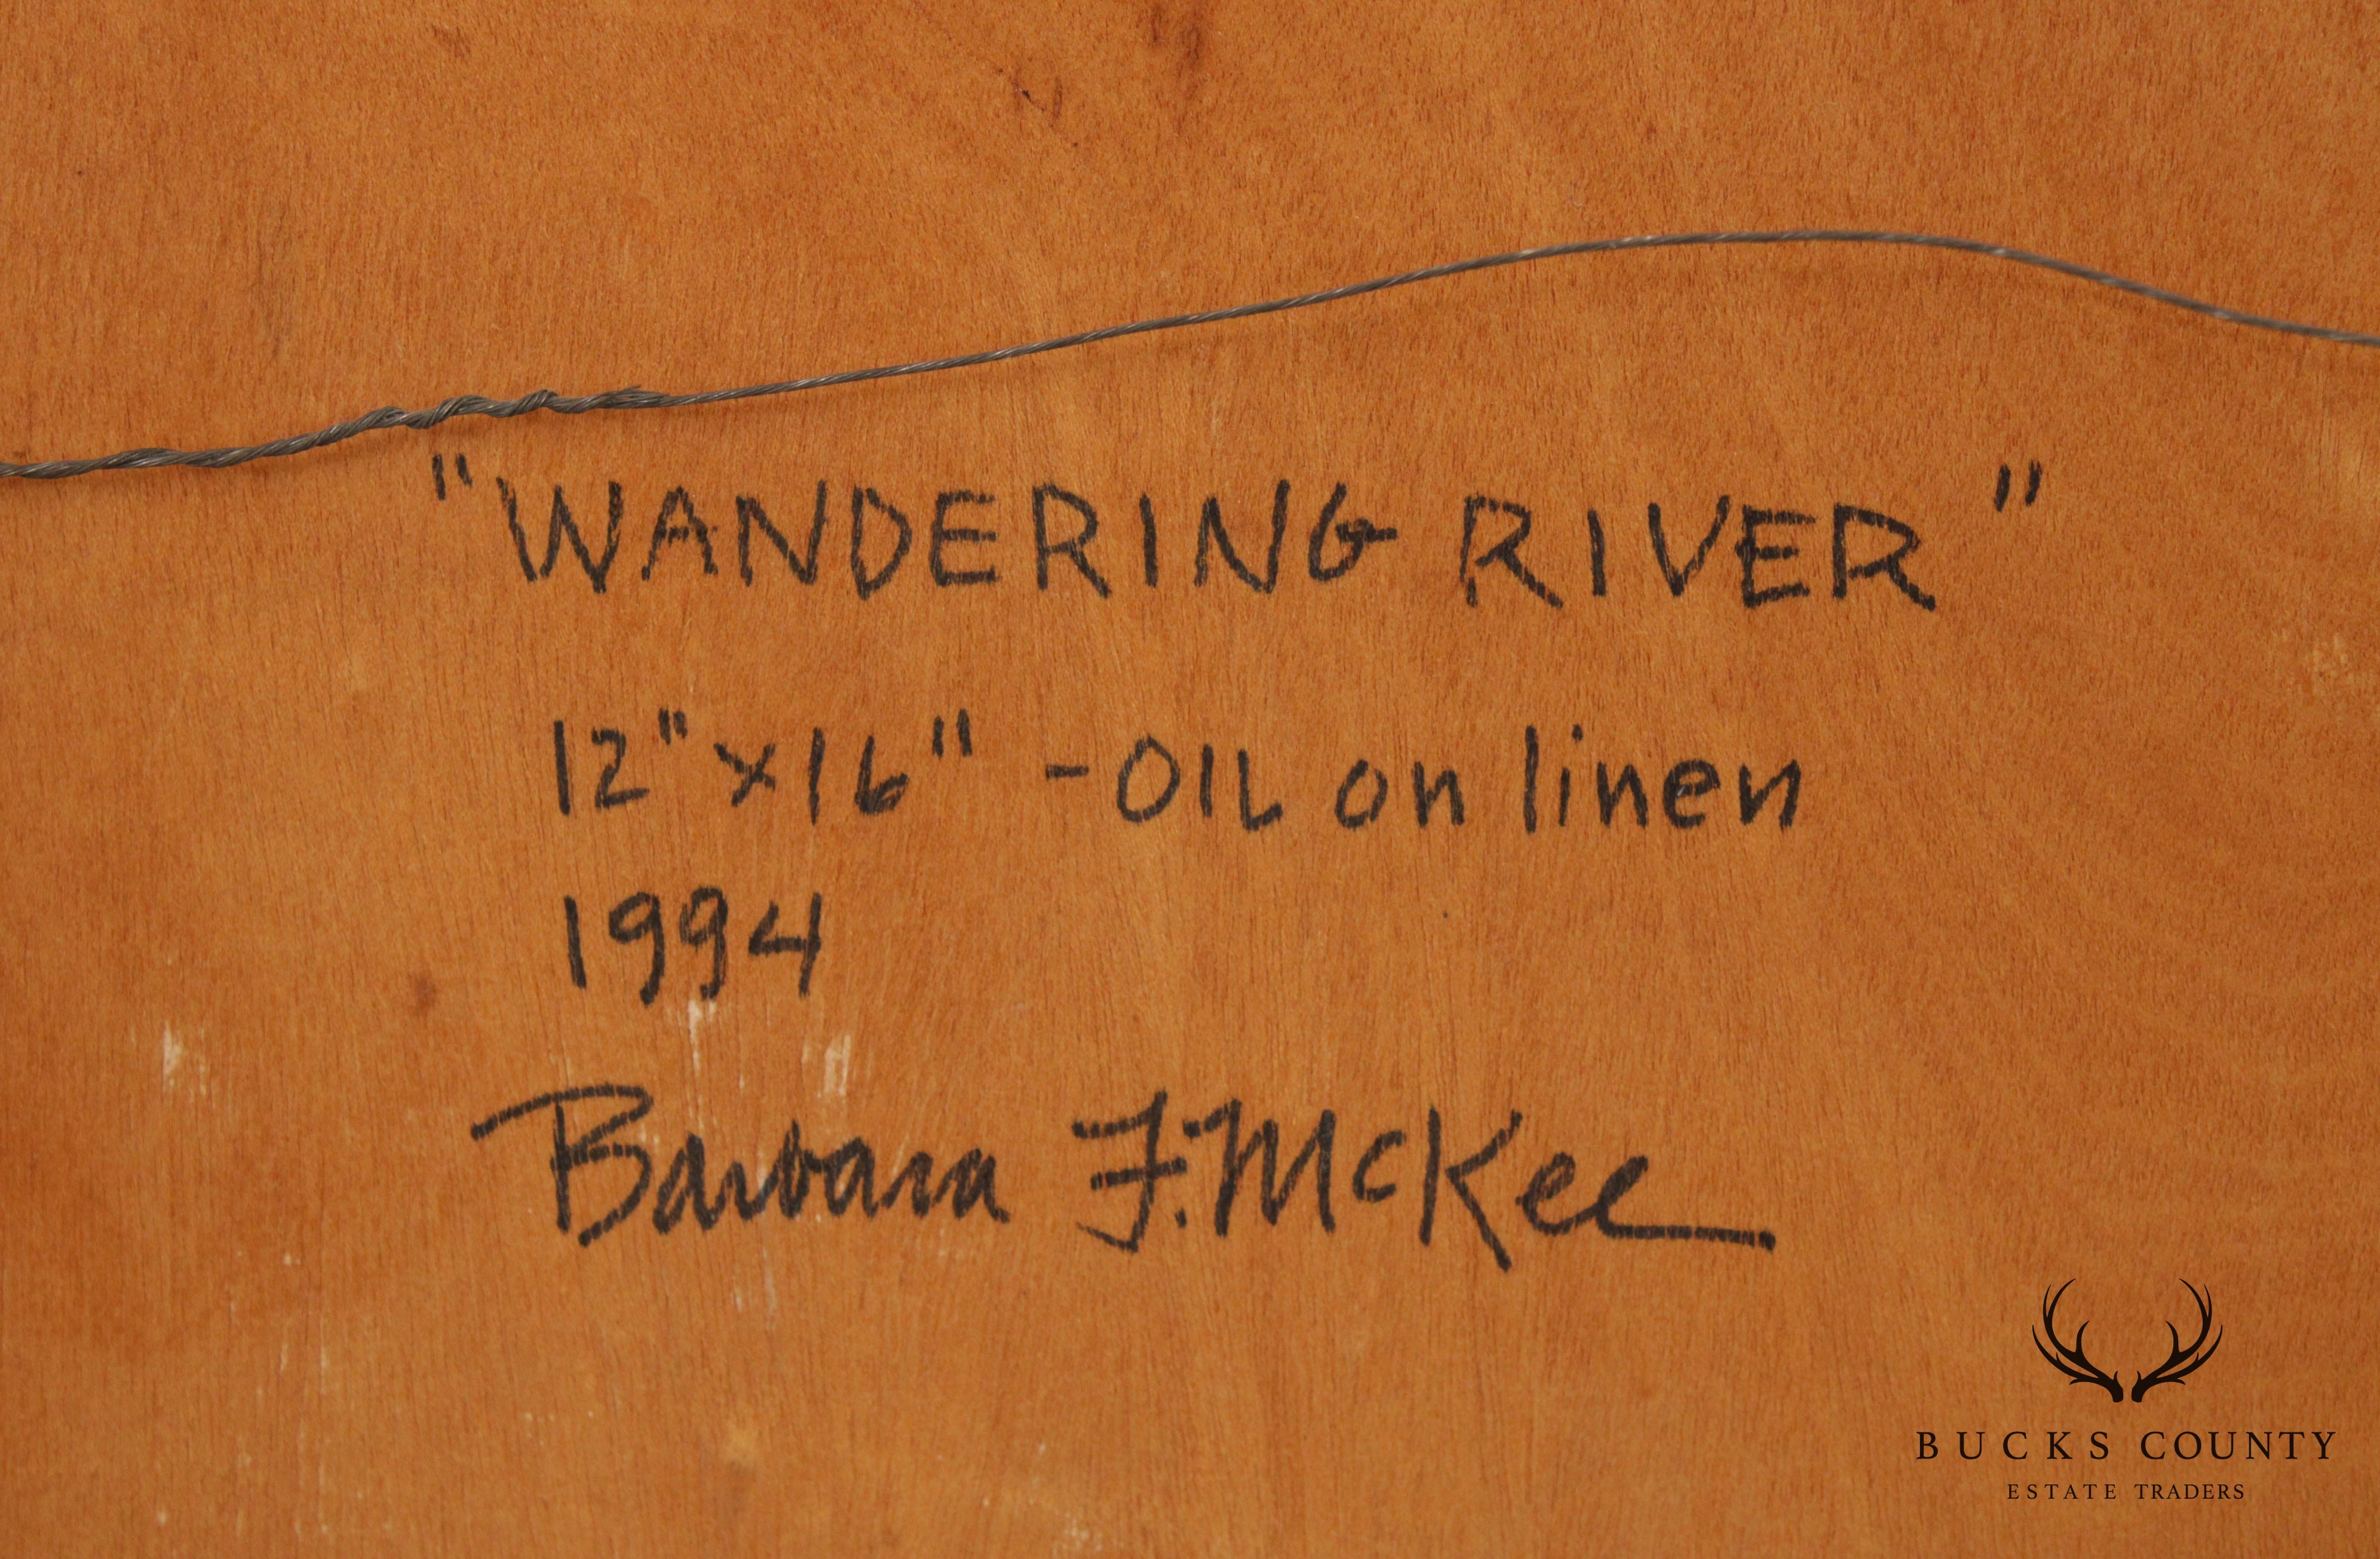 "WANDERING RIVER"
12"x16" -OIL on linen
1994
Barbara F. McKee
BUCKS COUNTY
ESTATE TRADERS